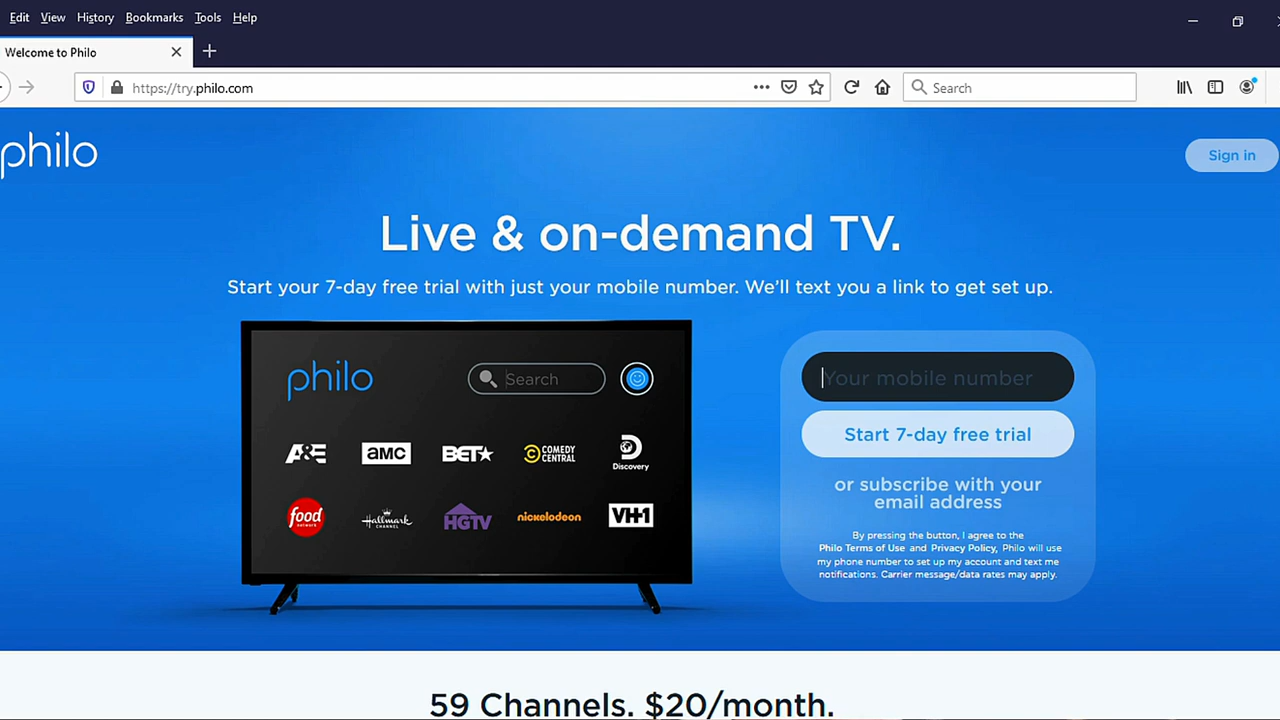 Edit View History Bookmarks Tools Help
Welcome to Philo
https://try.philo.com
Search
philo
Sign in
Live & on-demand TV.
Start your 7-day free trial with just your mobile number. We'll text you a link to get set up.
philo
Search
Your mobile number
Start 7-day free trial
A&E
aMC
BET
COMEDY
CENTRAL
Discovery
food
network
Hallmark
CHANNEL
HGTV
nickelodeon
VH1
or subscribe with your
email address
By pressing the button, I agree to the
Philo Terms of Use and Privacy Policy, Philo will use
my phone number to set up my account and text me
notifications. Carrier message/data rates may apply.
59 Channels. $20/month.